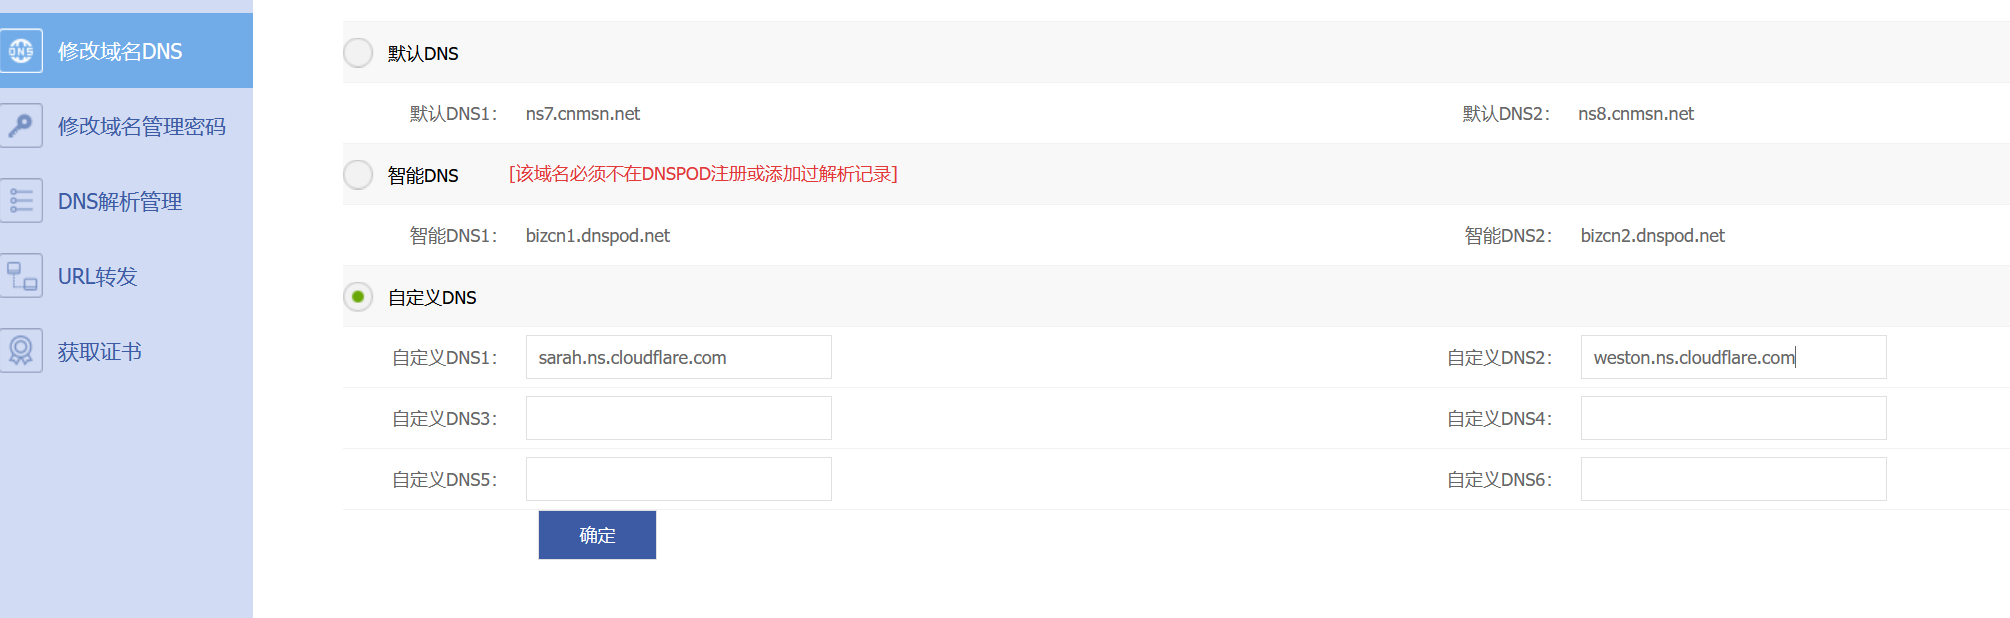 修改域名DNS
修改域名管理密码
DNS解析管理
URL转发
获取证书
默认DNS
默认DNS1： ns7.cnmsn.net 默认DNS2： ns8.cnmsn.net
智能DNS [该域名必须不在DNSPOD注册或添加过解析记录]
智能DNS1： bizcn1.dnspod.net 智能DNS2： bizcn2.dnspod.net
自定义DNS
自定义DNS1： sarah.ns.cloudflare.com 自定义DNS2： weston.ns.cloudflare.com
自定义DNS3： 自定义DNS4：
自定义DNS5： 自定义DNS6：
确定